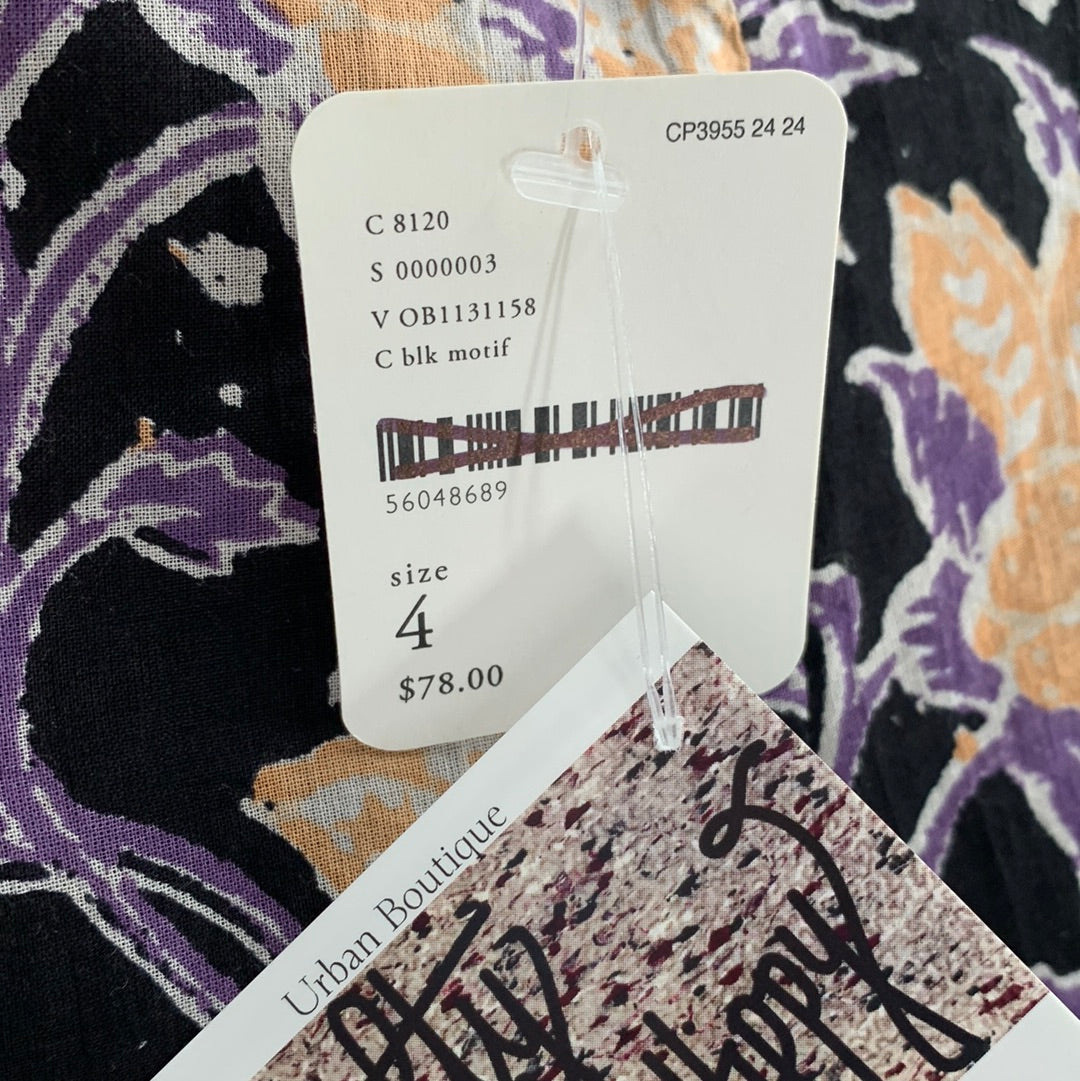 CP3955 24 24
C 8120
S 0000003
V OB1131158
C blk motif
56048689
size
4
$78.00
Urban Boutique